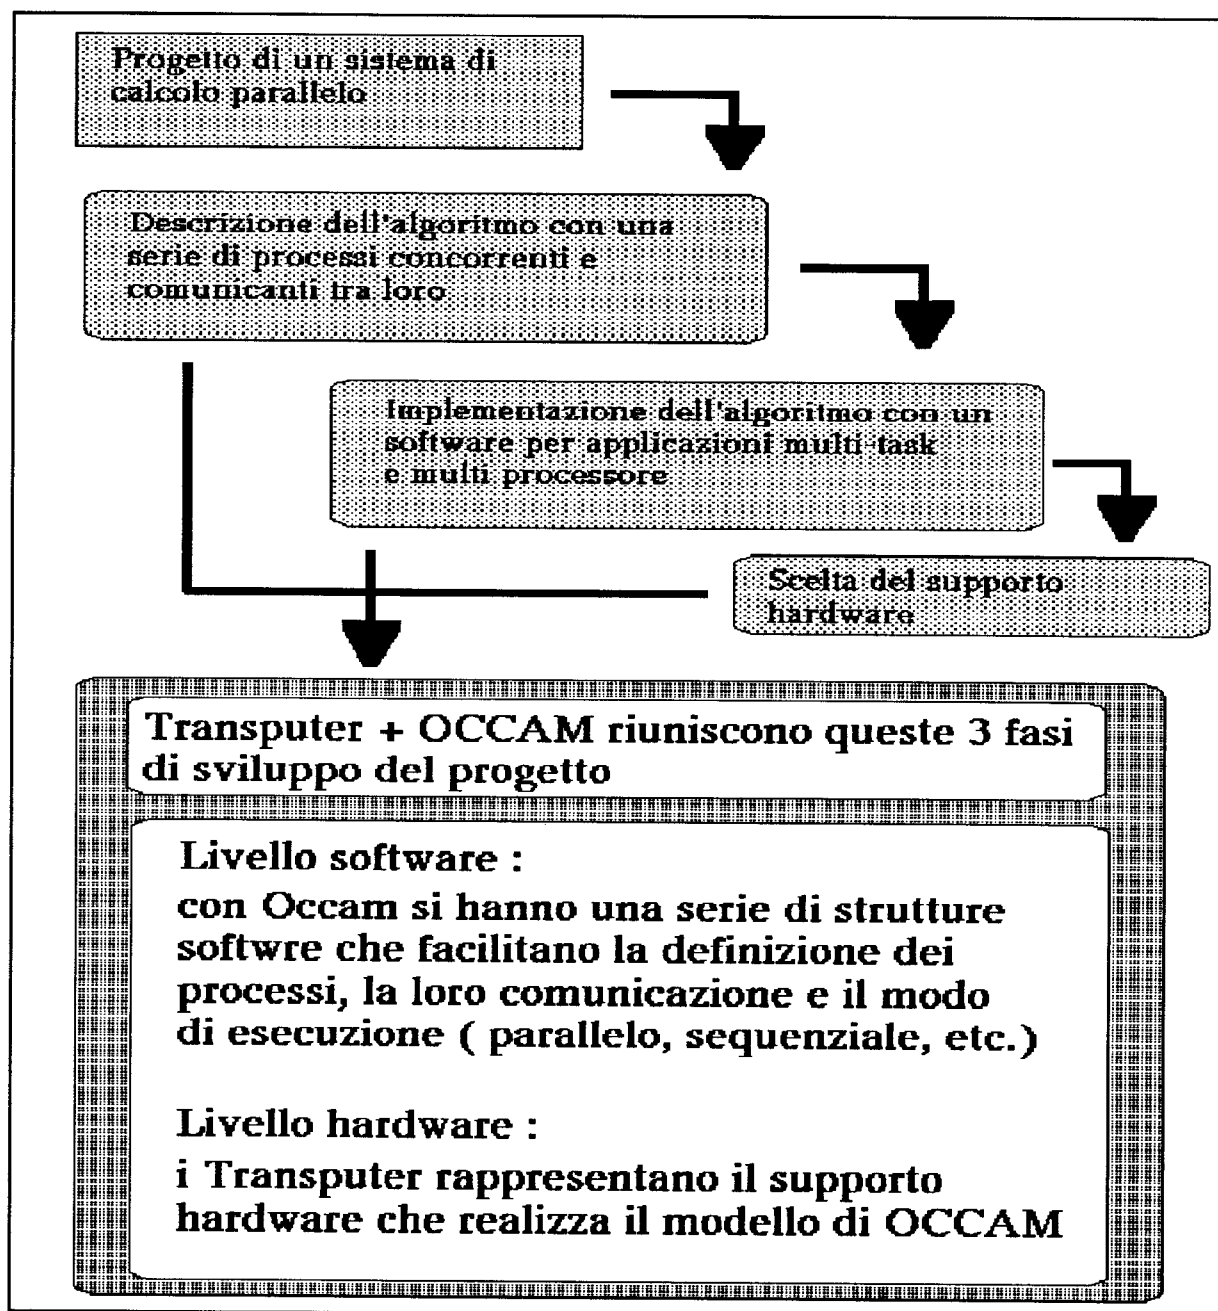 Progetto di un sistema di
calcolo parallelo
Descrizione dell'algoritmo con una
serie di processi concorrenti e
comunicanti tra loro
Implementazione dell'algoritmo con un
software per applicazioni multi-task
e multi processore
Scelta del supporto
hardware
Transputer + OCCAM riuniscono queste 3 fasi
di sviluppo del progetto
Livello software :
con Occam si hanno una serie di strutture
softwre che facilitano la definizione dei
processi, la loro comunicazione e il modo
di esecuzione ( parallelo, sequenziale, etc.)
Livello hardware :
i Transputer rappresentano il supporto
hardware che realizza il modello di OCCAM